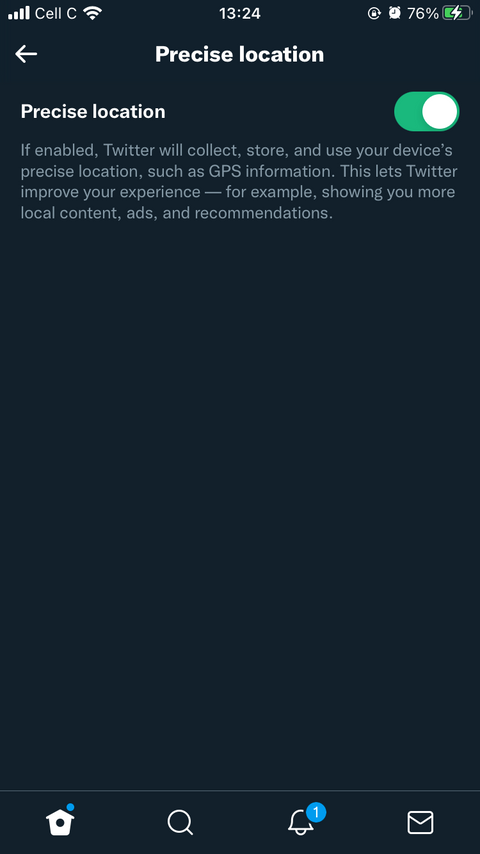 Cell C 13:24 76%
Precise location
Precise location
If enabled, Twitter will collect, store, and use your device’s
precise location, such as GPS information. This lets Twitter
improve your experience — for example, showing you more
local content, ads, and recommendations.
1